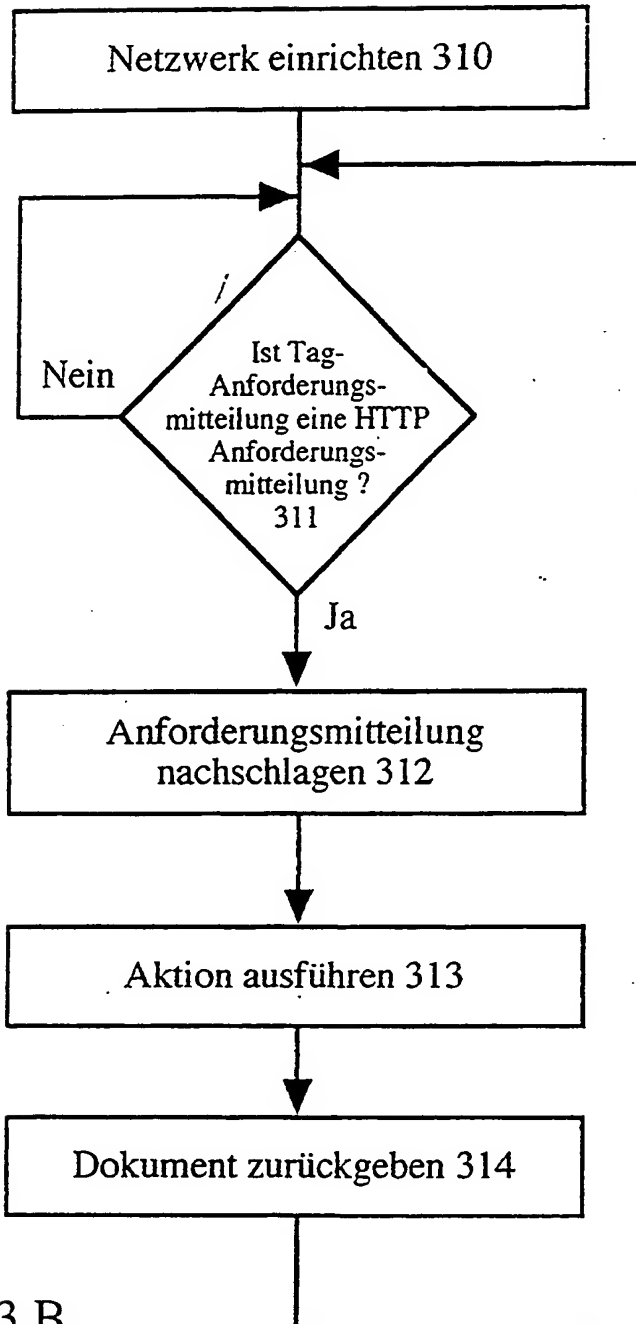 Netzwerk einrichten 310
Ist Tag-
Anforderungs-
mitteilung eine HTTP
Anforderungs-
mitteilung ?
311
Nein
Ja
Anforderungsmitteilung
nachschlagen 312
Aktion ausführen 313
Dokument zurückgeben 314
3 B